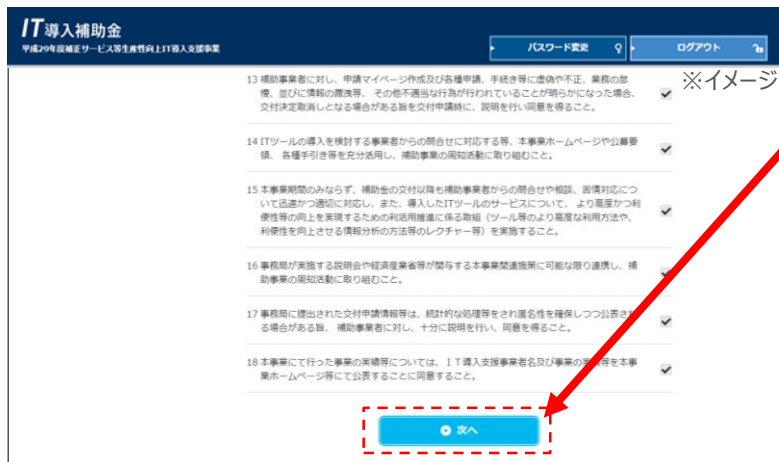 IT導入補助金
平成29年度補正サービス等生産性向上IT導入支援事業
パスワード変更
ログアウト
※イメージ
13 補助事業者に対し、申請マイページ作成及び各種申請、手続き等に虚偽や不正、業務の怠
慢、並びに情報の漏洩等、その他不適当な行為が行われていることが明らかになった場合、
交付決定取消しとなる場合がある旨を交付申請時に、説明を行い同意を得ること。
14 ITツールの導入を検討する事業者からの問合せに対応する等、本事業ホームページや公募要
領、 各種手引き等を充分活用し、補助事業の周知活動に取り組むこと。
15 本事業期間のみならず、補助金の交付以降も補助事業者からの問合せや相談、苦情対応につ
いて迅速かつ適切に対応し、また、導入したITツールのサービスについて、 より高度かつ利
便性等の向上を実現するための利活用推進に係る取組（ツール等のより高度な利用方法や、
利便性を向上させる情報分析の方法等のレクチャー等）を実施すること。
16 事務局が実施する説明会や経済産業省等が関与する本事業関連施策に可能な限り連携し、補
助事業の周知活動に取り組むこと。
17 事務局に提出された交付申請情報等は、統計的な処理等をされ匿名性を確保しつつ公表され
る場合がある旨、 補助事業者に対し、十分に説明を行い、同意を得ること。
18 本事業にて行った事業の実績等については、ＩＴ導入支援事業者名及び事業の実績等を本事
業ホームページ等にて公表することに同意すること。
次へ